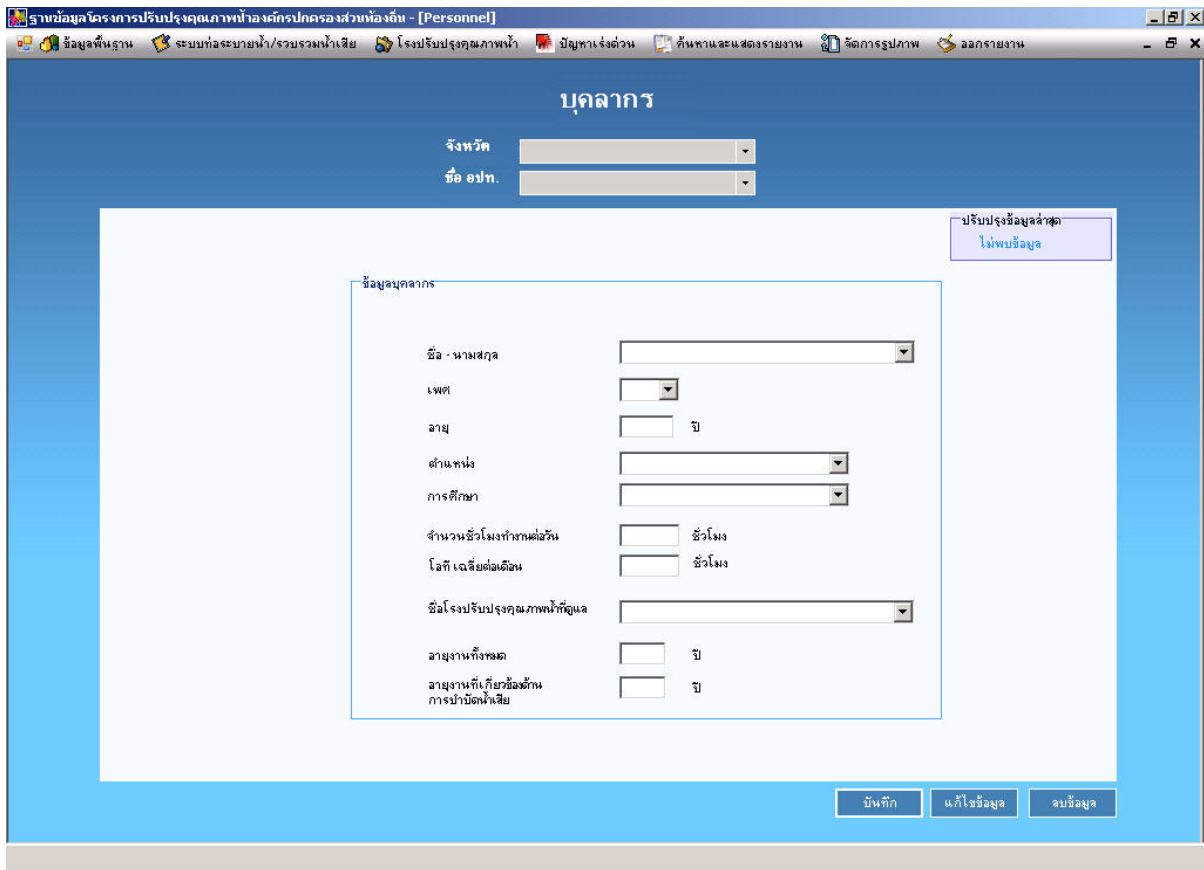 ฐานข้อมูลโครงการปรับปรุงคุณภาพน้ำองค์กรปกครองส่วนท้องถิ่น - [Personnel]
ข้อมูลพื้นฐาน ระบบท่อระบายน้ำ/รวบรวมน้ำเสีย โรงปรับปรุงคุณภาพน้ำ ปัญหาเร่งด่วน ค้นหาและแสดงรายงาน จัดการรูปภาพ ออกรายงาน
บุคลากร
จังหวัด
ชื่อ อปท.
ปรับปรุงข้อมูลล่าสุด
ไม่พบข้อมูล
ข้อมูลบุคลากร
ชื่อ - นามสกุล
เพศ
อายุ ปี
ตำแหน่ง
การศึกษา
จำนวนชั่วโมงทำงานต่อวัน ชั่วโมง
โอที เฉลี่ยต่อเดือน ชั่วโมง
ชื่อโรงปรับปรุงคุณภาพน้ำที่ดูแล
อายุงานทั้งหมด ปี
อายุงานที่เกี่ยวข้องด้าน ปี
การบำบัดน้ำเสีย
บันทึก แก้ไขข้อมูล ลบข้อมูล